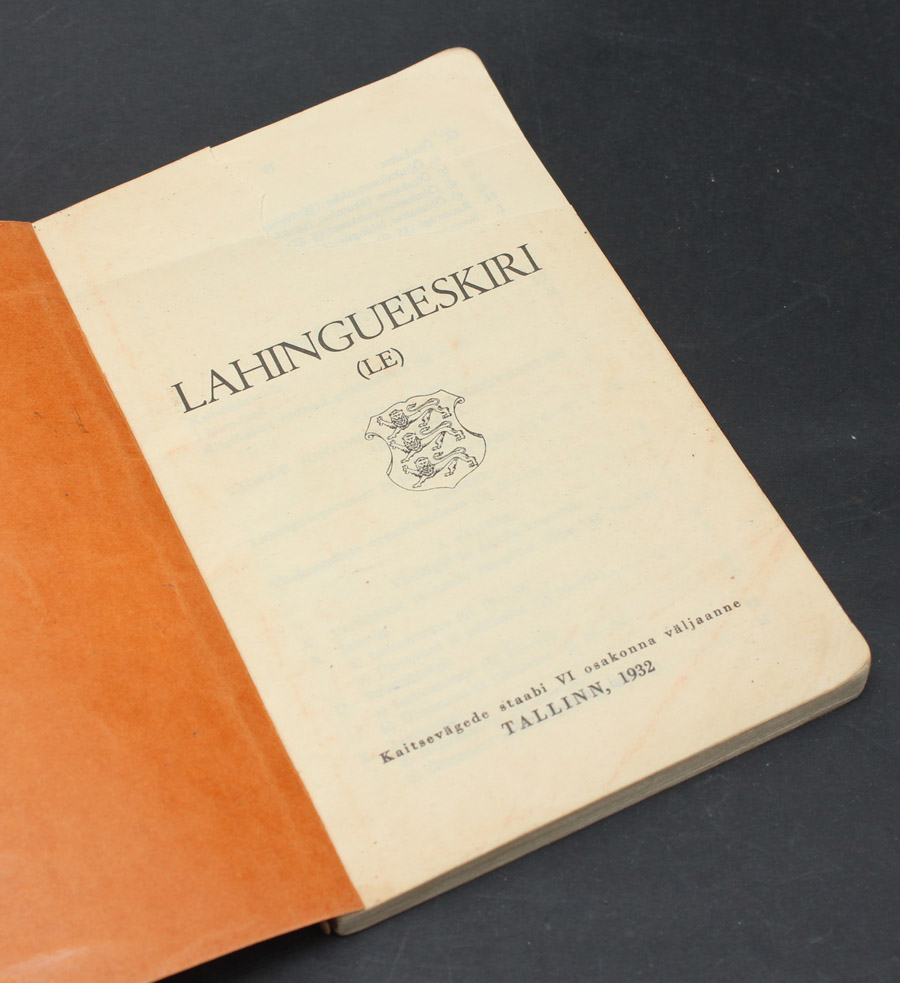 LAHINGUEESKIRI
(LE)
Kaitsevägede staabi VI osakonna väljaanne
TALLINN, 1932